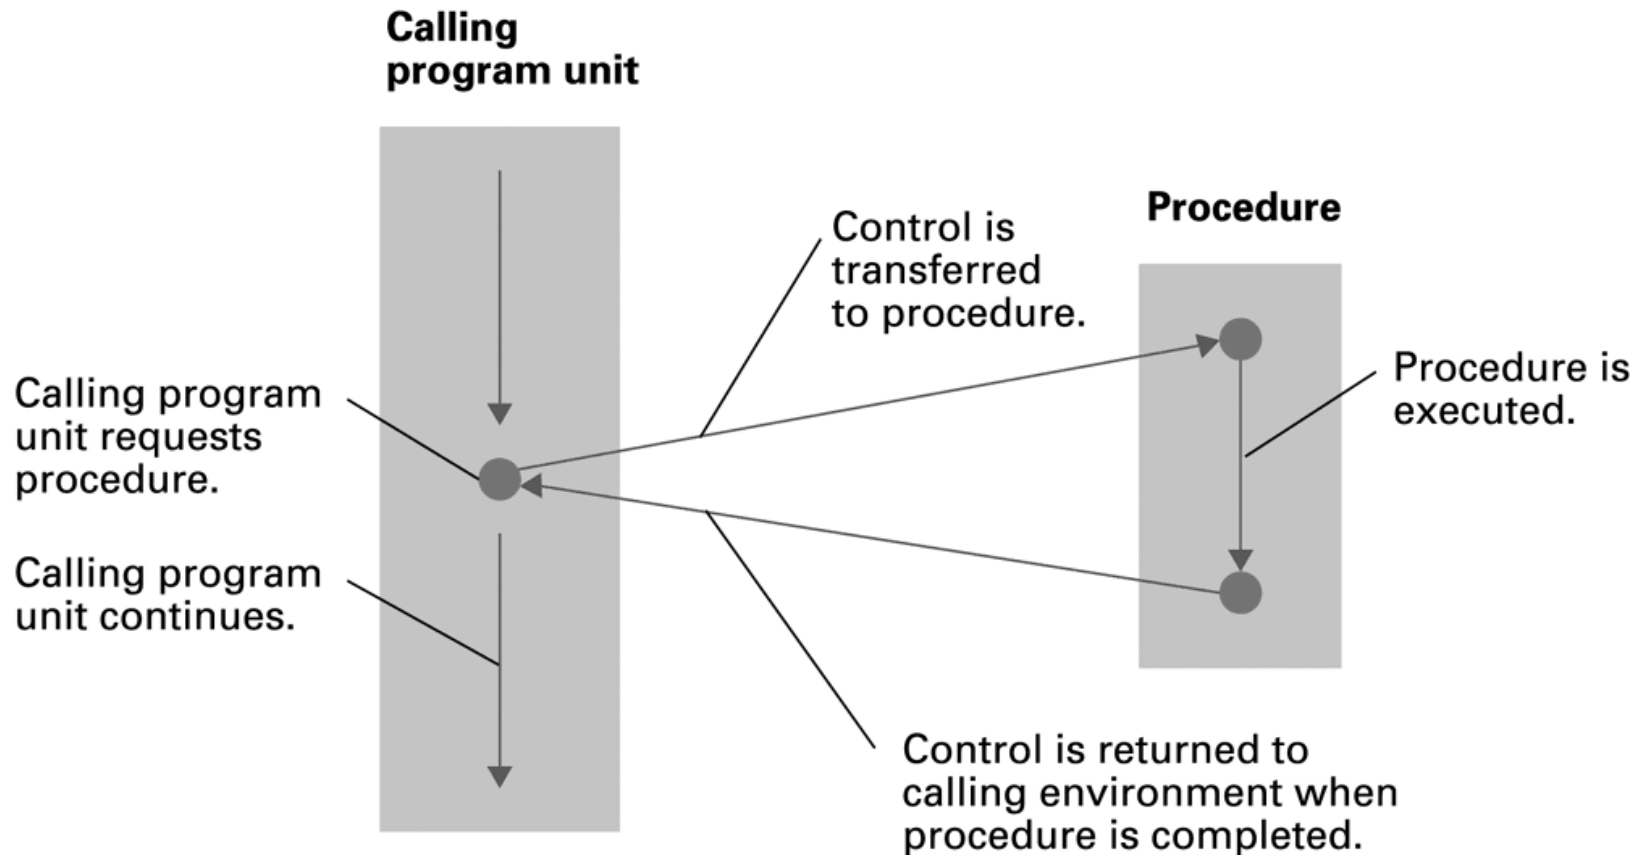 Calling
program unit
Procedure
Control is
transferred
to procedure.
Procedure is
executed.
Calling program
unit requests
procedure.
Calling program
unit continues.
Control is returned to
calling environment when
procedure is completed.